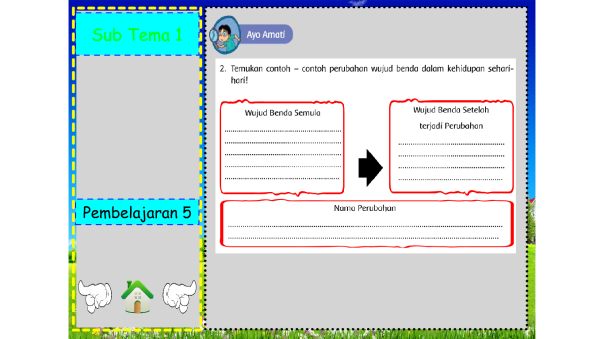 Sub Tema 1
Pembelajaran 5
Ayo Amati
2. Temukan contoh – contoh perubahan wujud benda dalam kehidupan sehari-
hari!
Wujud Benda Semula
Wujud Benda Setelah
terjadi Perubahan
Nama Perubahan